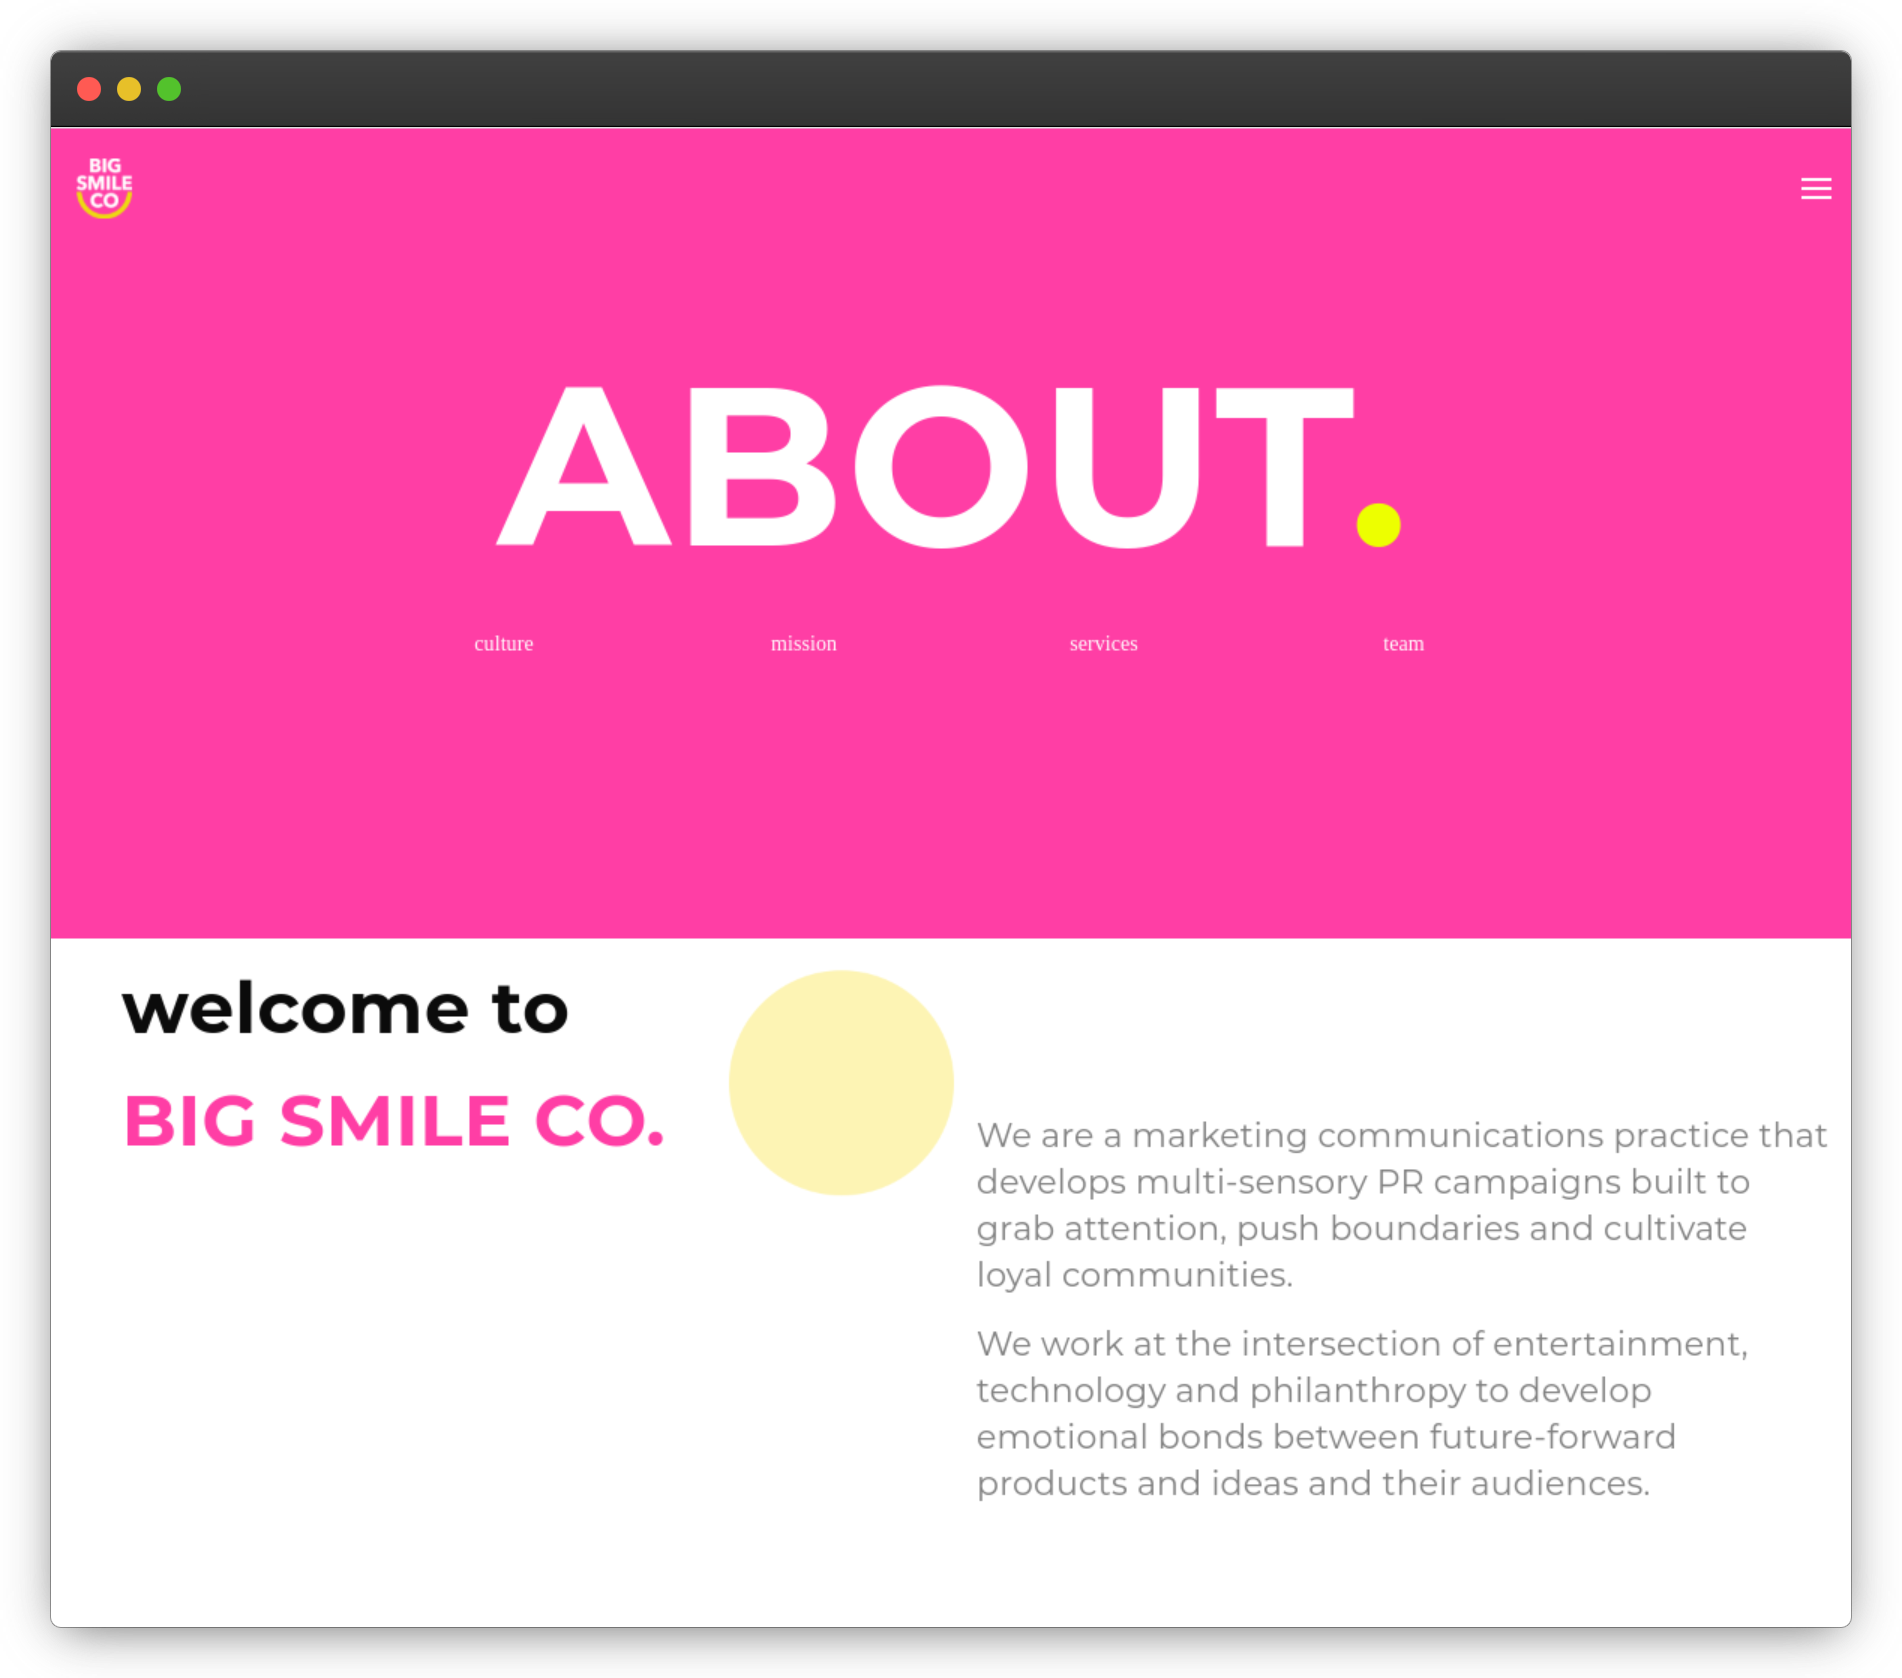 BIG
SMILE
CO
ABOUT.
culture mission services team
welcome to
BIG SMILE CO.
We are a marketing communications practice that
develops multi-sensory PR campaigns built to
grab attention, push boundaries and cultivate
loyal communities.
We work at the intersection of entertainment,
technology and philanthropy to develop
emotional bonds between future-forward
products and ideas and their audiences.